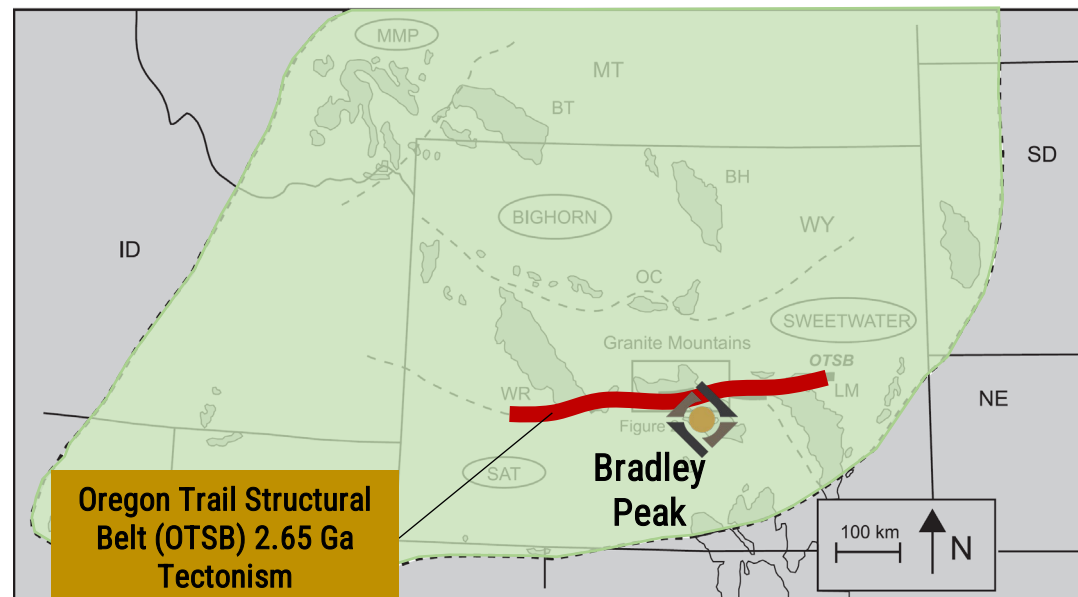 MMP
MT
BT
SD
BH
BIGHORN
WY
ID
OC
SWEETWATER
Granite Mountains
OTSB
WR
LM
NE
Figure
Bradley
Peak
SAT
Oregon Trail Structural
Belt (OTSB) 2.65 Ga
Tectonism
100 km
N